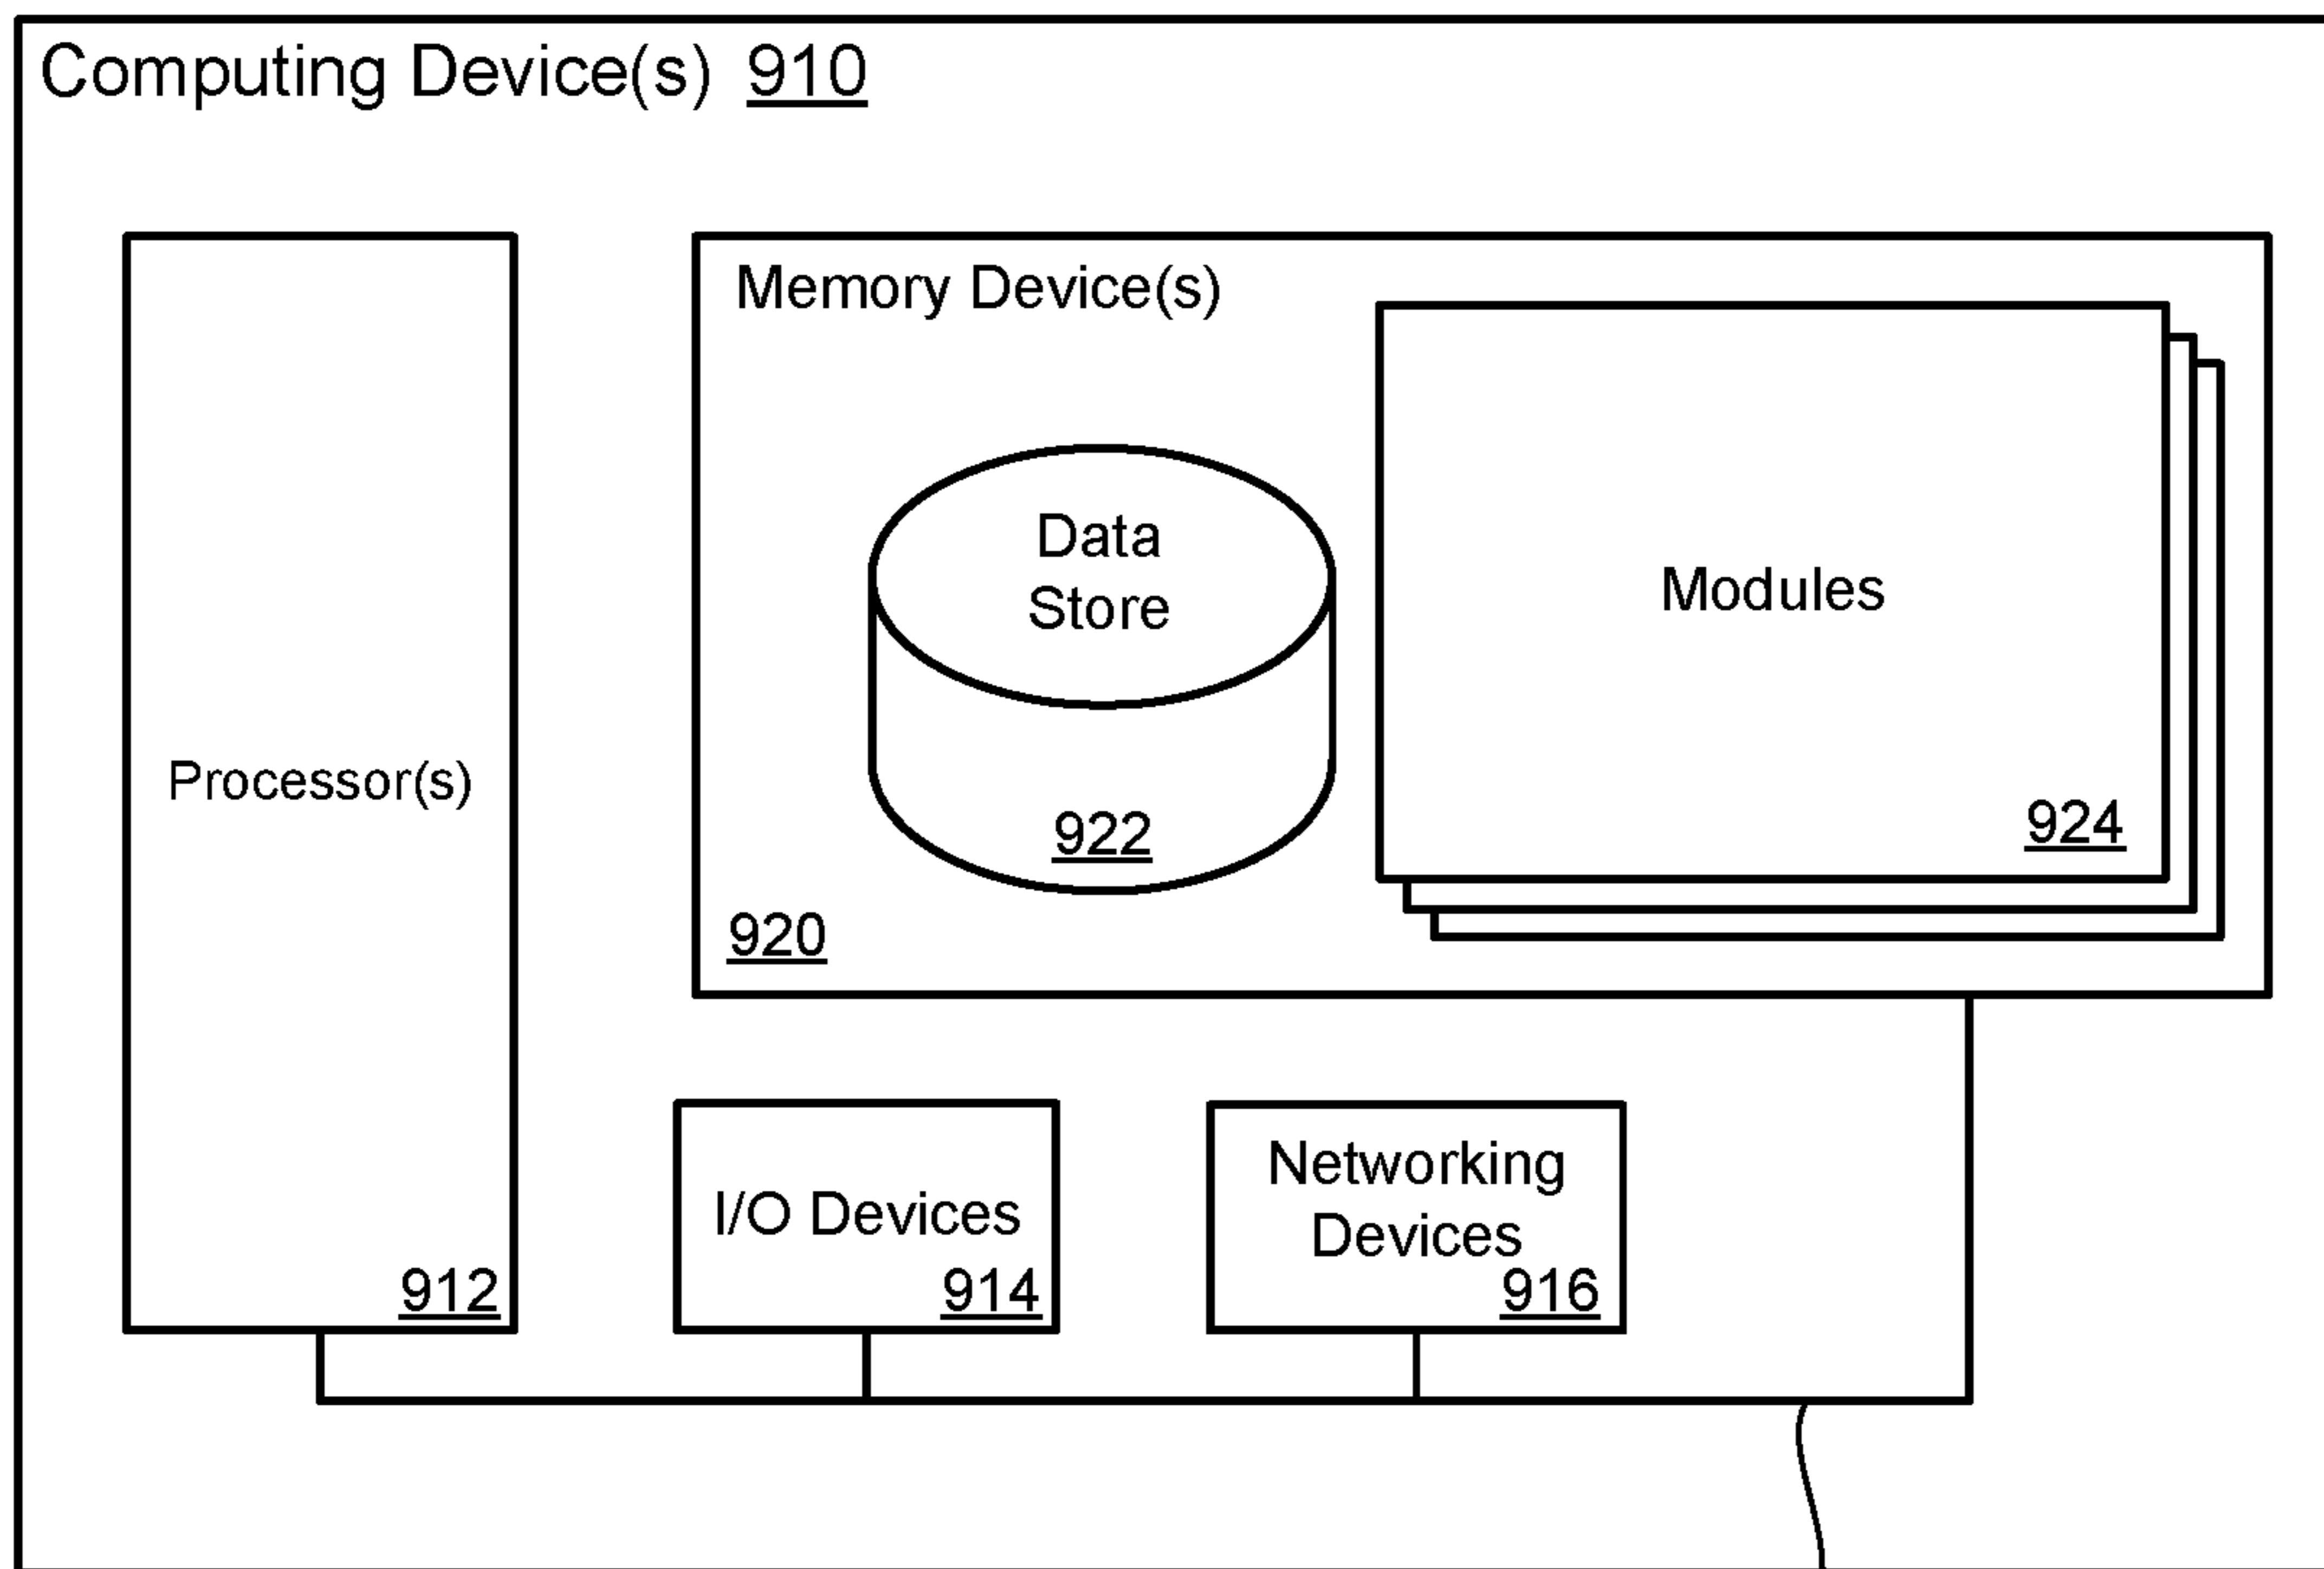 Computing Device(s) 910
Processor(s)
912
Memory Device(s)
Data
Store
922
920
Modules
924
I/O Devices
914
Networking
Devices
916